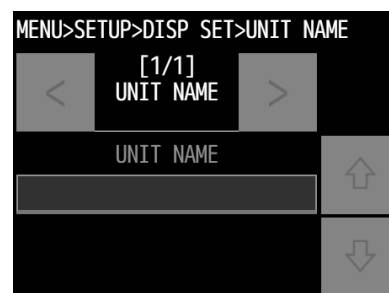 MENU>SETUP>DISP SET>UNIT NAME
[1/1]
< UNIT NAME >
UNIT NAME